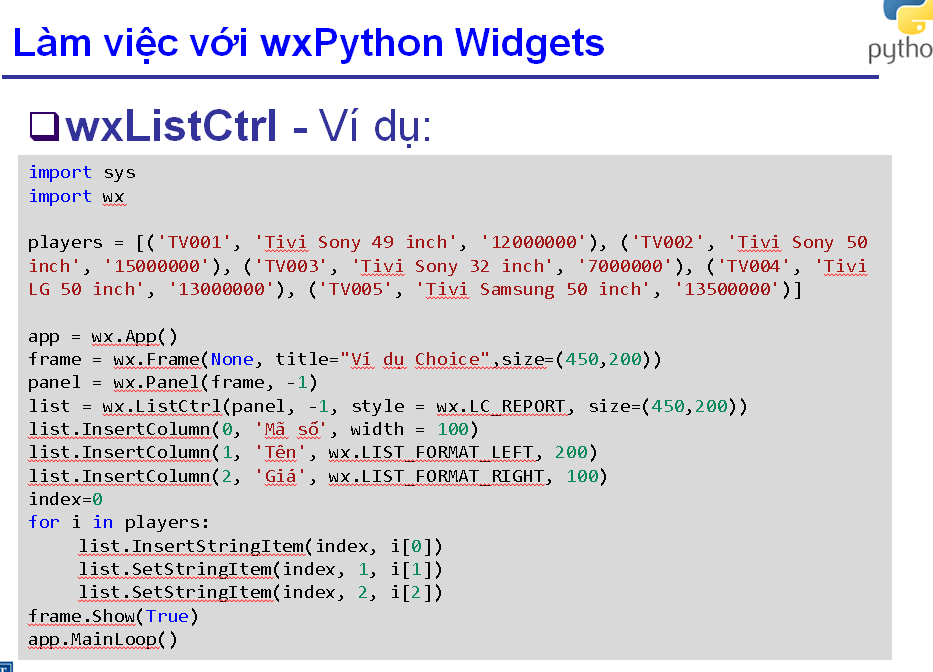 Làm việc với wxPython Widgets
pytho
❑wxListCtrl - Ví dụ:
import sys
import wx
players = [('TV001', 'Tivi Sony 49 inch', '12000000'), ('TV002', 'Tivi Sony 50
inch', '15000000'), ('TV003', 'Tivi Sony 32 inch', '7000000'), ('TV004', 'Tivi
LG 50 inch', '13000000'), ('TV005', 'Tivi Samsung 50 inch', '13500000')]
app = wx.App()
frame = wx.Frame(None, title="Ví dụ Choice",size=(450,200))
panel = wx.Panel(frame, -1)
list = wx.ListCtrl(panel, -1, style = wx.LC_REPORT, size=(450,200))
list.InsertColumn(0, 'Mã số', width = 100)
list.InsertColumn(1, 'Tên', wx.LIST_FORMAT_LEFT, 200)
list.InsertColumn(2, 'Giá', wx.LIST_FORMAT_RIGHT, 100)
index=0
for i in players:
list.InsertStringItem(index, i[0])
list.SetStringItem(index, 1, i[1])
list.SetStringItem(index, 2, i[2])
frame.Show(True)
app.MainLoop()